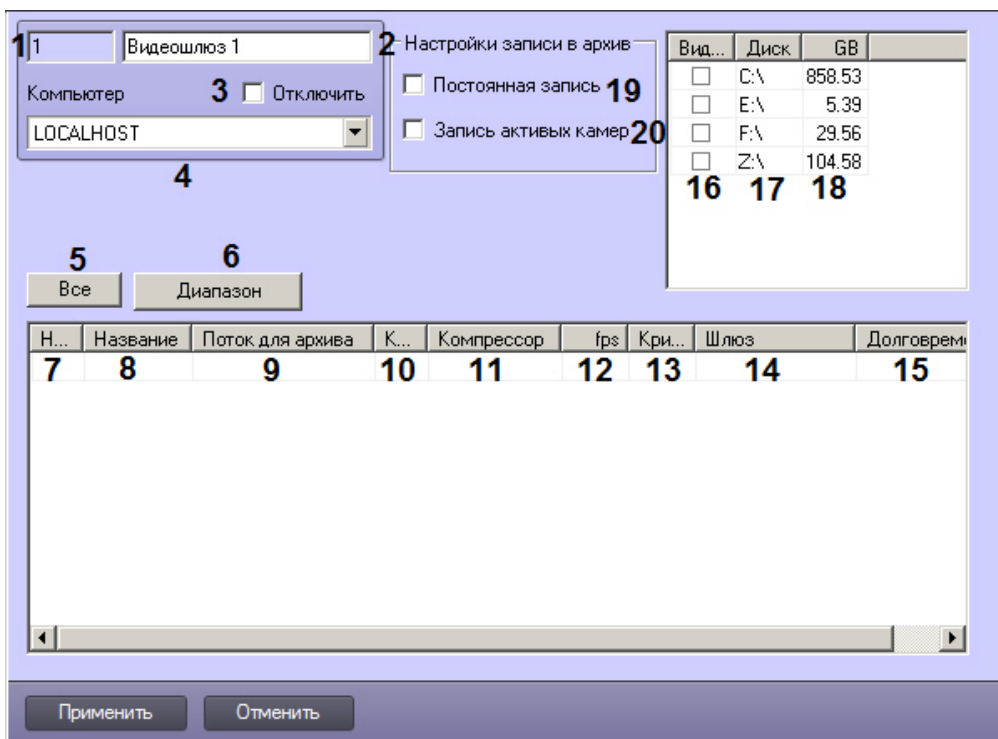 1 1 Видеошлюз 1 2
Компьютер 3 Отключить
LOCALHOST
4
Настройки записи в архив
Постоянная запись 19
Запись активых камер 20
Вид... Диск GB
C:\ 858.53
E:\ 5.39
F:\ 29.56
Z:\ 104.58
16 17 18
5 6
Все Диапазон
Н... Название Поток для архива К... Компрессор fps Кри... Шлюз Долговрем
7 8 9 10 11 12 13 14 15
Применить Отменить